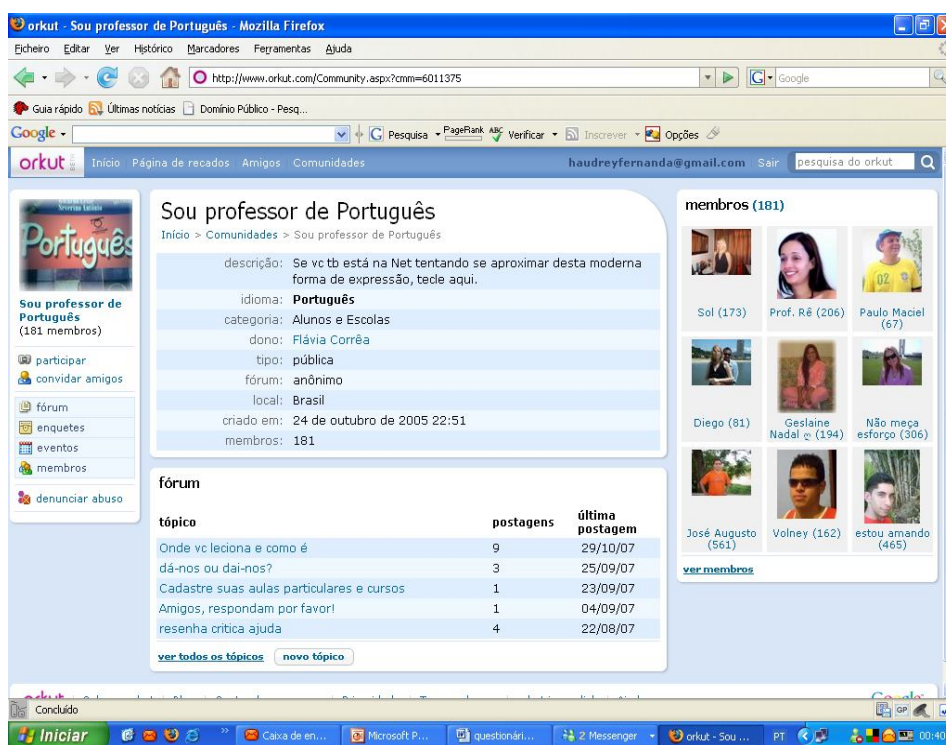 orkut - Sou professor de Português - Mozilla Firefox
Ficheiro Editar Ver Histórico Marcadores Ferramentas Ajuda
http://www.orkut.com/Community.aspx?cmm=6011375
Google
Guia rápido Últimas notícias Domínio Público - Pesq...
Google Pesquisa PageRank ABC Verificar Inscrever Opções
orkut Início Página de recados Amigos Comunidades haudreyfernanda@gmail.com Sair pesquisa do orkut
Português
Sou professor de
Português
(181 membros)
participar
convidar amigos
fórum
enquetes
eventos
membros
denunciar abuso
Sou professor de Português
Início > Comunidades > Sou professor de Português
descrição: Se vc tb está na Net tentando se aproximar desta moderna
forma de expressão, tecle aqui.
idioma: Português
categoria: Alunos e Escolas
dono: Flávia Corrêa
tipo: pública
fórum: anônimo
local: Brasil
criado em: 24 de outubro de 2005 22:51
membros: 181
fórum
tópico postagens última
postagem
Onde vc leciona e como é 9 29/10/07
dá-nos ou dai-nos? 3 25/09/07
Cadastre suas aulas particulares e cursos 1 23/09/07
Amigos, respondam por favor! 1 04/09/07
resenha critica ajuda 4 22/08/07
ver todos os tópicos novo tópico
membros (181)
Sol (173) Prof. Rê (206) Paulo Maciel
(67)
Diego (81) Geslaine Não meça
Nadal ღ (194) esforço (306)
José Augusto Volney (162) estou amando
(561) (465)
ver membros
Concluído
GP
Iniciar Caixa de en... Microsoft P... questionári... 2 Messenger orkut - Sou ... PT 00:40